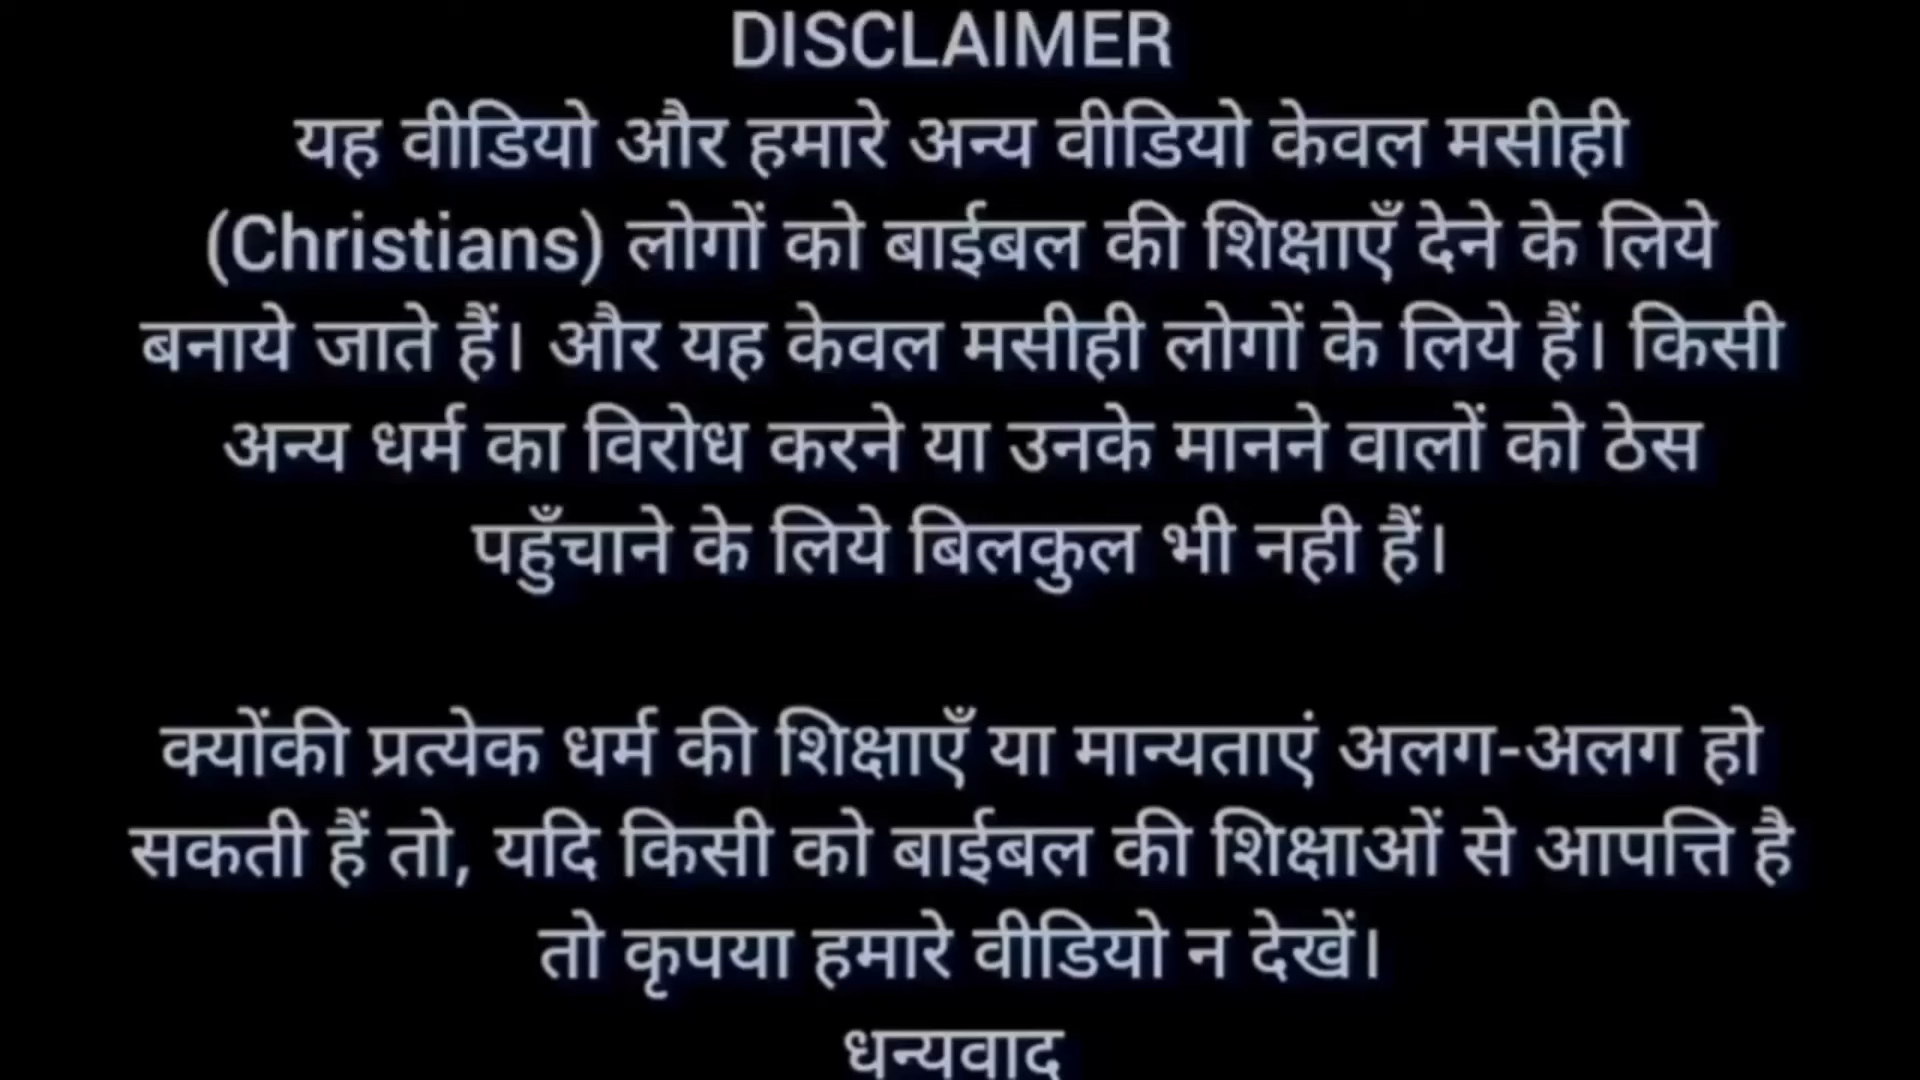 DISCLAIMER
यह वीडियो और हमारे अन्य वीडियो केवल मसीही
(Christians) लोगों को बाईबल की शिक्षाएँ देने के लिये
बनाये जाते हैं। और यह केवल मसीही लोगों के लिये हैं। किसी
अन्य धर्म का विरोध करने या उनके मानने वालों को ठेस
पहुँचाने के लिये बिलकुल भी नही हैं।
क्योंकी प्रत्येक धर्म की शिक्षाएँ या मान्यताएं अलग-अलग हो
सकती हैं तो, यदि किसी को बाईबल की शिक्षाओं से आपत्ति है
तो कृपया हमारे वीडियो न देखें।
धन्यवाद